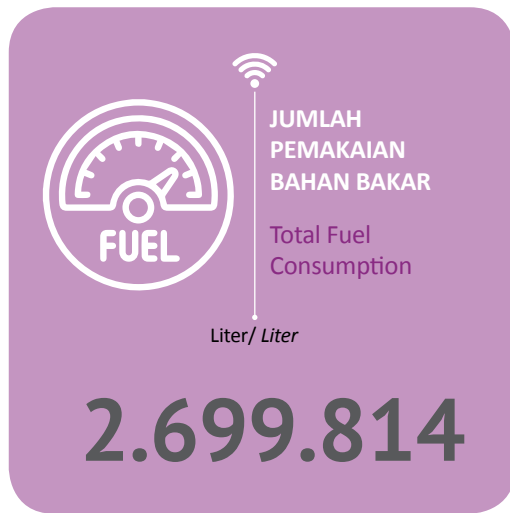 FUEL
JUMLAH
PEMAKAIAN
BAHAN BAKAR
Total Fuel
Consumption
Liter/ Liter
2.699.814